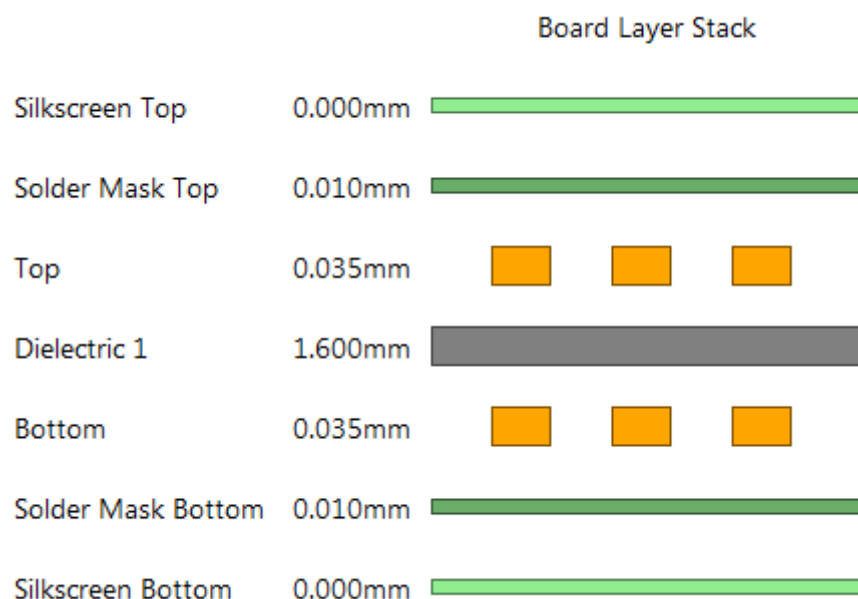 Board Layer Stack
Silkscreen Top 0.000mm
Solder Mask Top 0.010mm
Top 0.035mm
Dielectric 1 1.600mm
Bottom 0.035mm
Solder Mask Bottom 0.010mm
Silkscreen Bottom 0.000mm